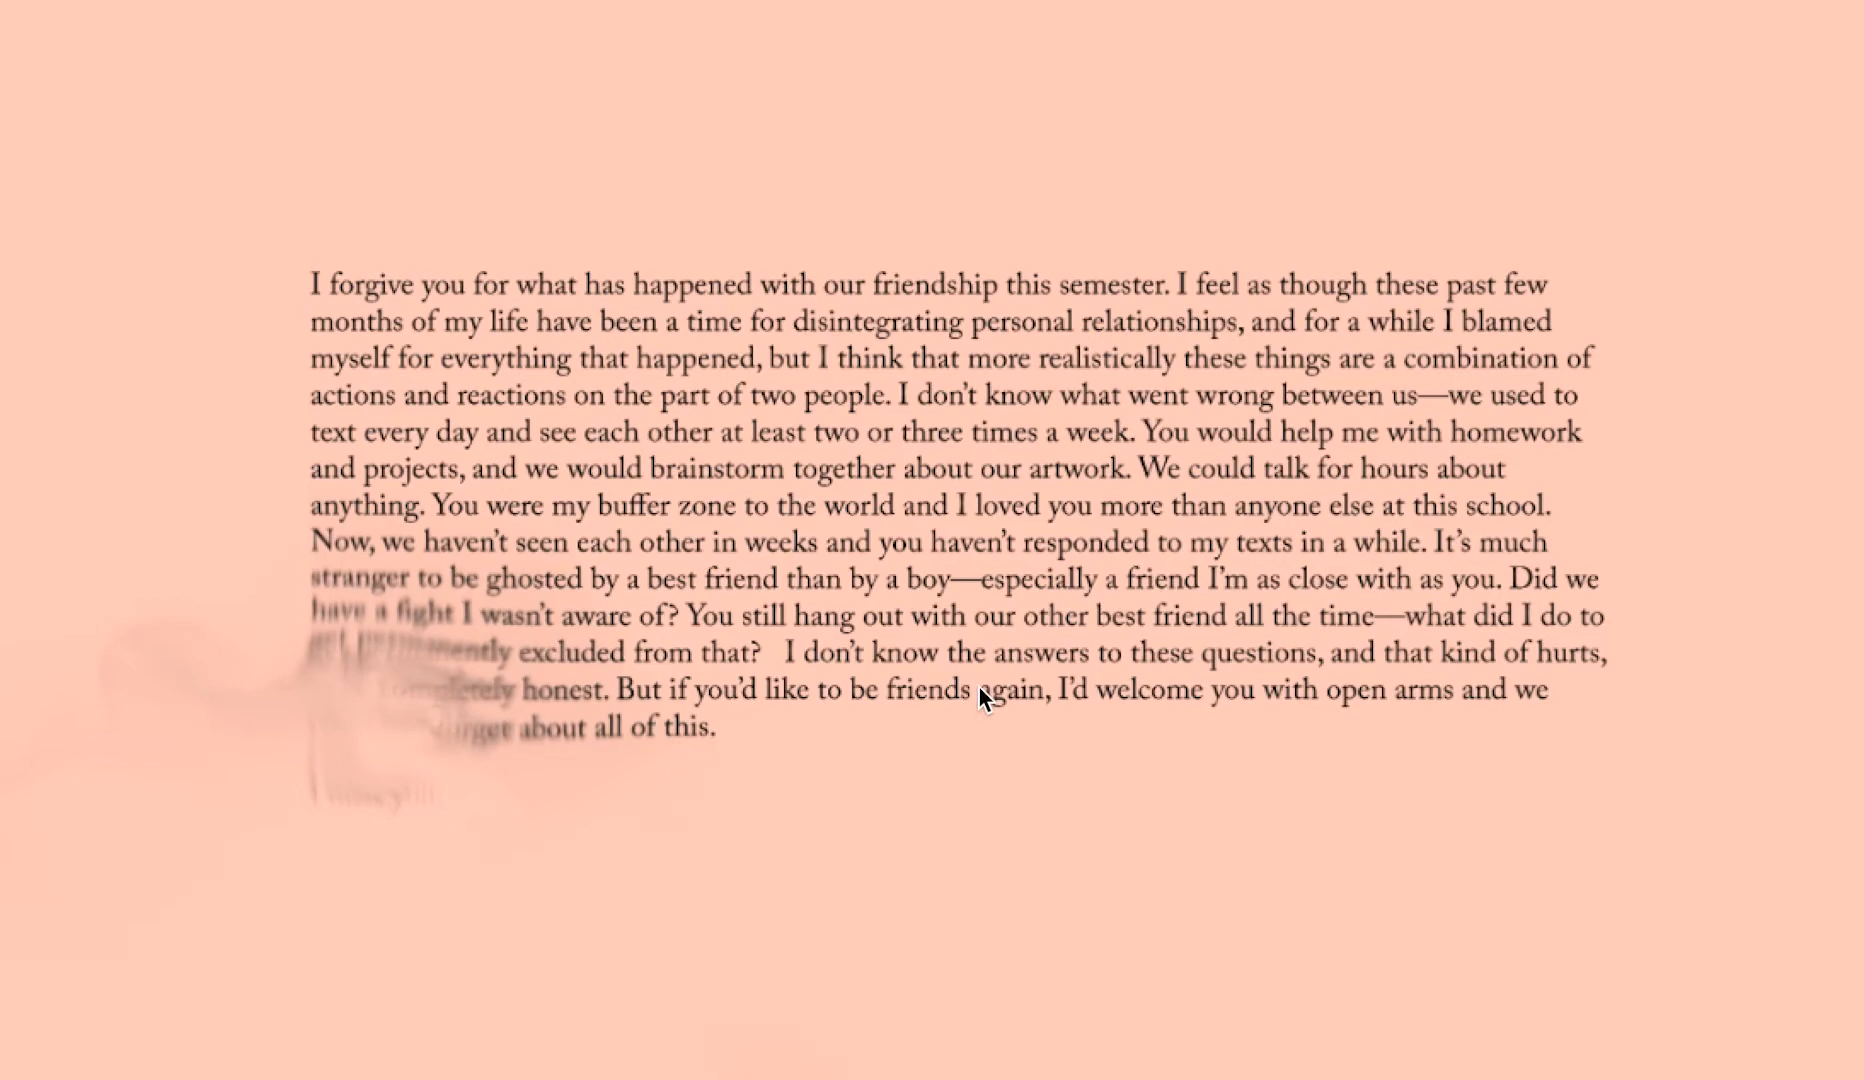 I forgive you for what has happened with our friendship this semester. I feel as though these past few
months of my life have been a time for disintegrating personal relationships, and for a while I blamed
myself for everything that happened, but I think that more realistically these things are a combination of
actions and reactions on the part of two people. I don’t know what went wrong between us—we used to
text every day and see each other at least two or three times a week. You would help me with homework
and projects, and we would brainstorm together about our artwork. We could talk for hours about
anything. You were my buffer zone to the world and I loved you more than anyone else at this school.
Now, we haven’t seen each other in weeks and you haven’t responded to my texts in a while. It’s much
stranger to be ghosted by a best friend than by a boy—especially a friend I’m as close with as you. Did we
have a fight I wasn’t aware of? You still hang out with our other best friend all the time—what did I do to
excluded from that?   I don’t know the answers to these questions, and that kind of hurts,
honest. But if you’d like to be friends again, I’d welcome you with open arms and we
about all of this.